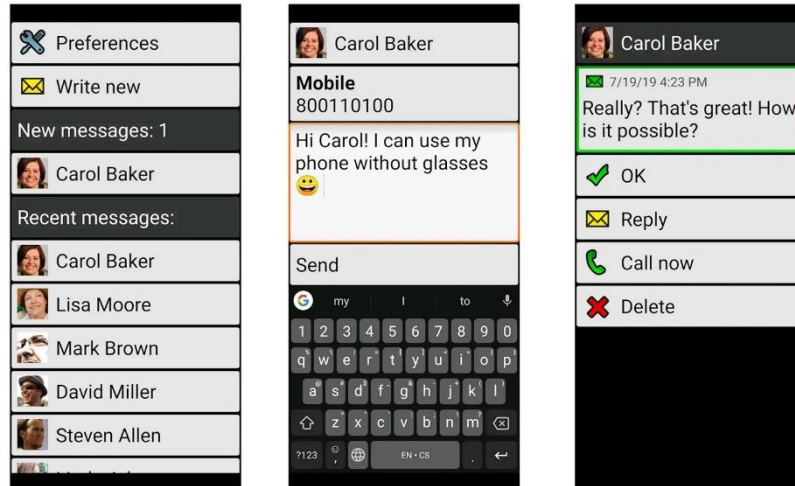 Preferences
Write new
New messages: 1
Carol Baker
Recent messages:
Carol Baker
Lisa Moore
Mark Brown
David Miller
Steven Allen
Carol Baker
Mobile
800110100
Hi Carol! I can use my
phone without glasses
😀
Send
G my I to
1 2 3 4 5 6 7 8 9 0
q w e r t y u i o p
a s d f g h j k l
z x c v b n m
?123 , EN • CS .
Carol Baker
7/19/19 4:23 PM
Really? That's great! How
is it possible?
OK
Reply
Call now
Delete